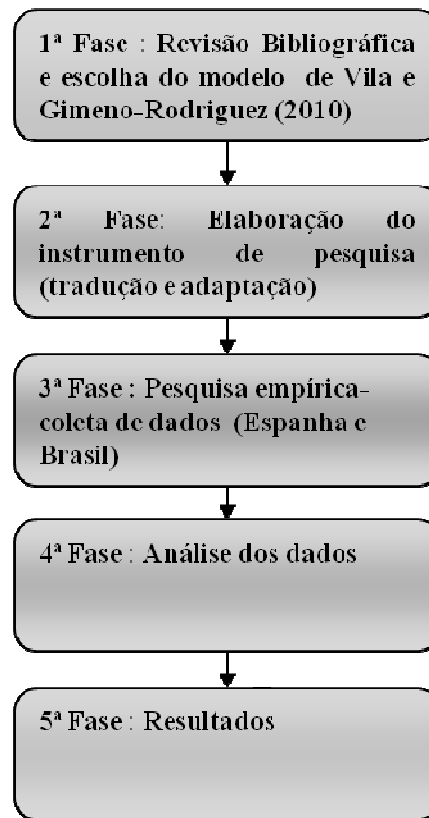 1ª Fase : Revisão Bibliográfica
e escolha do modelo de Vila e
Gimeno-Rodriguez (2010)
2ª Fase: Elaboração do
instrumento de pesquisa
(tradução e adaptação)
3ª Fase : Pesquisa empírica-
coleta de dados (Espanha e
Brasil)
4ª Fase : Análise dos dados
5ª Fase : Resultados